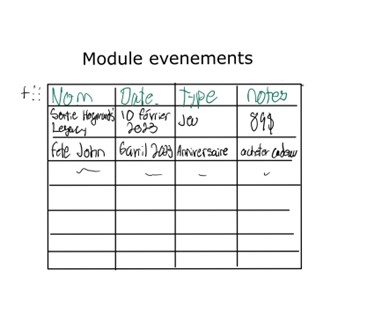 Module evenements
Nom Date type notes
Sortie Hogwarts Legacy 10 février 2023 Jeu 89$
Fete John 6 avril 2023 Anniversaire acheter cadeau